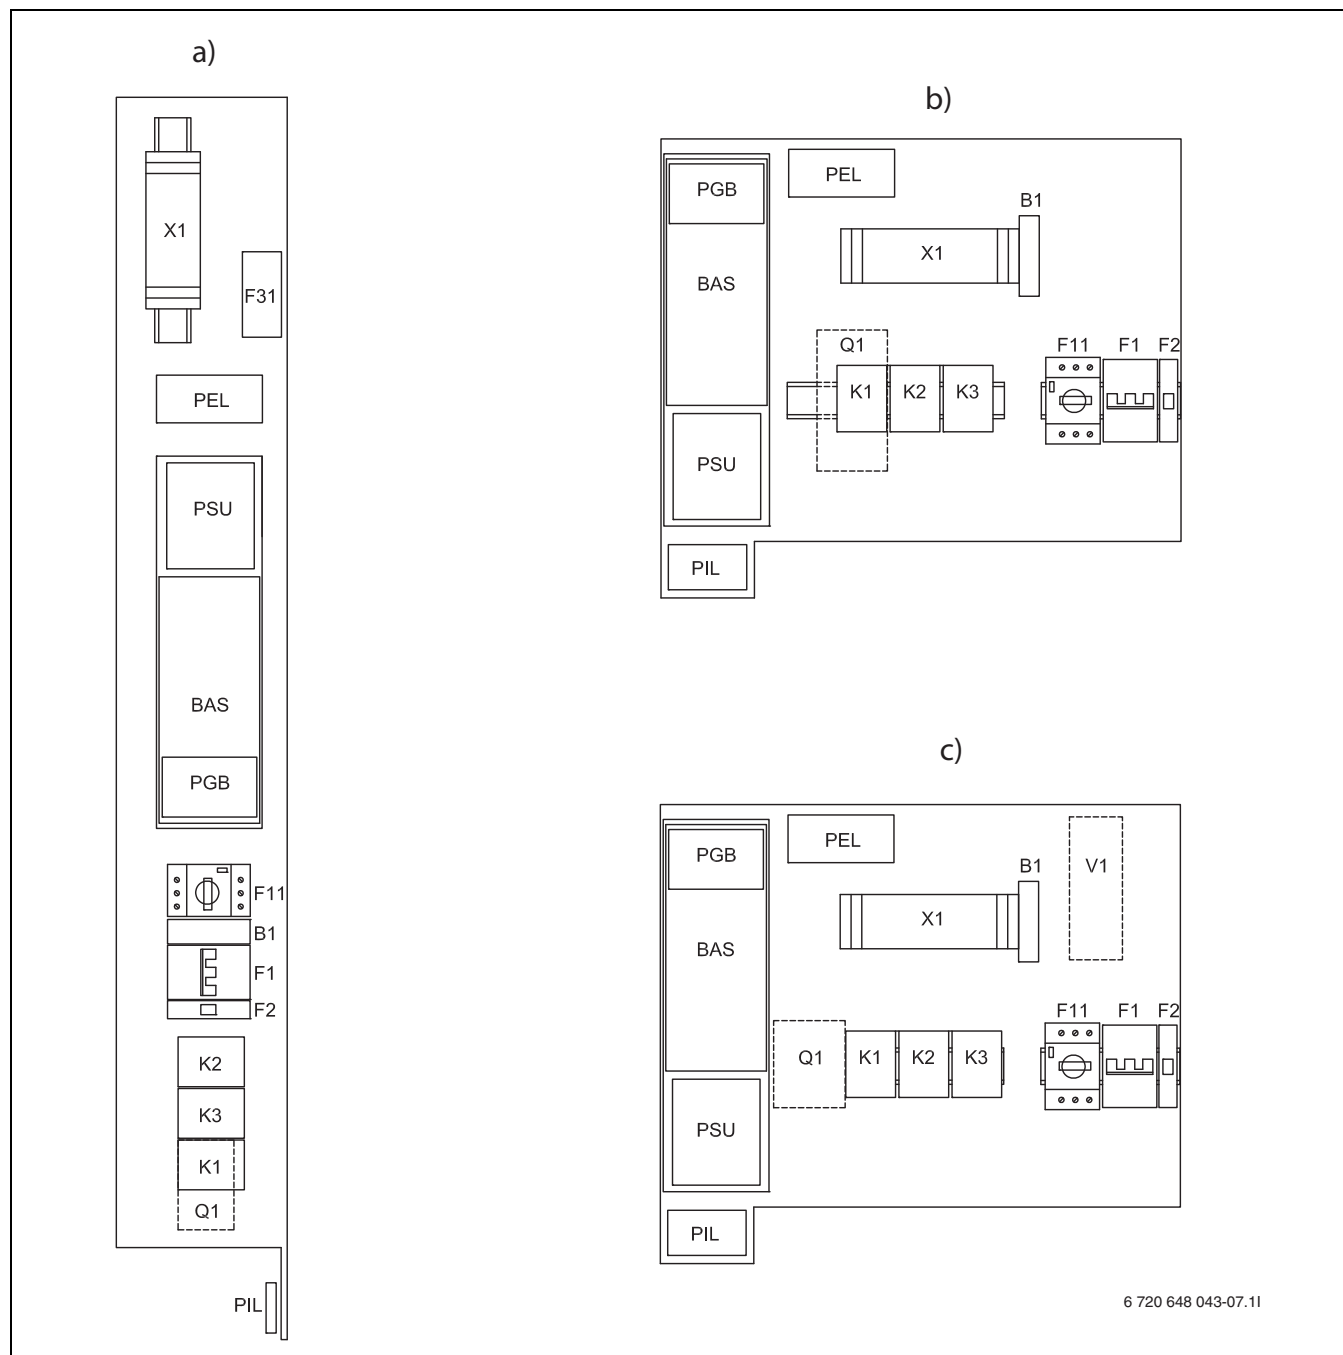 a)
X1
F31
PEL
PSU
BAS
PGB
F11
B1
F1
F2
K2
K3
K1
Q1
PIL
b)
PGB
PEL
B1
X1
BAS
Q1
F11
F1
F2
K1
K2
K3
PSU
PIL
c)
PGB
PEL
B1
V1
X1
BAS
F11
F1
F2
Q1
K1
K2
K3
PSU
PIL
6 720 648 043-07.1I